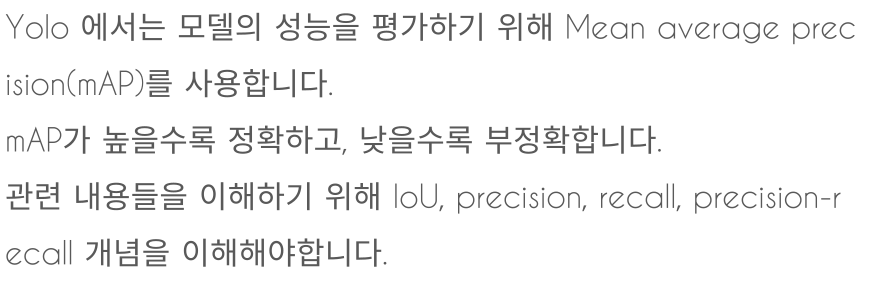 Yolo 에서는 모델의 성능을 평가하기 위해 Mean average prec
ision(mAP)를 사용합니다.
mAP가 높을수록 정확하고, 낮을수록 부정확합니다.
관련 내용들을 이해하기 위해 IoU, precision, recall, precision-r
ecall 개념을 이해해야합니다.